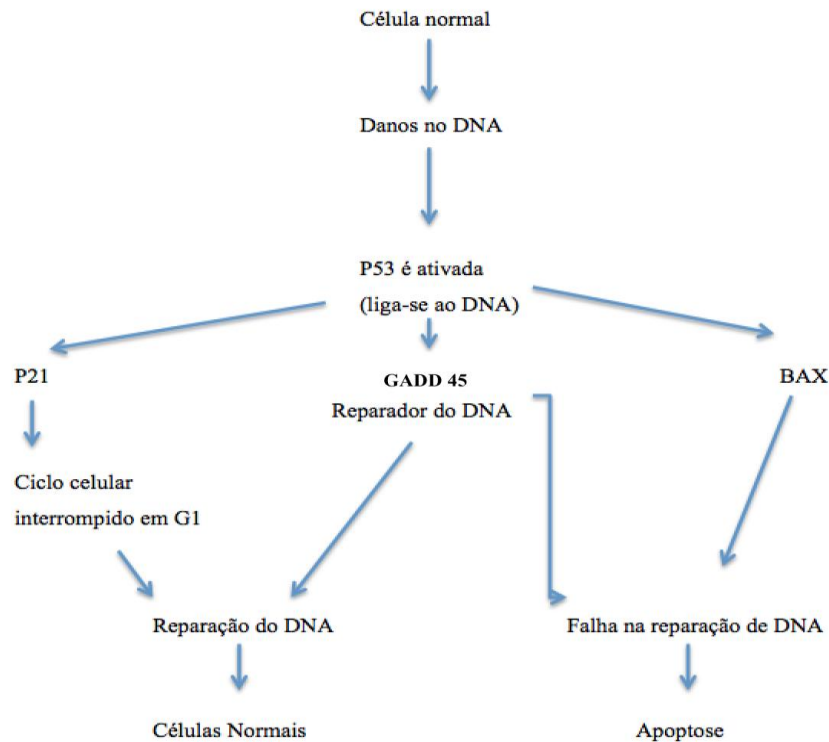 Célula normal
Danos no DNA
P53 é ativada
(liga-se ao DNA)
P21
GADD 45
BAX
Reparador do DNA
Ciclo celular
interrompido em G1
Reparação do DNA
Falha na reparação de DNA
Células Normais
Apoptose